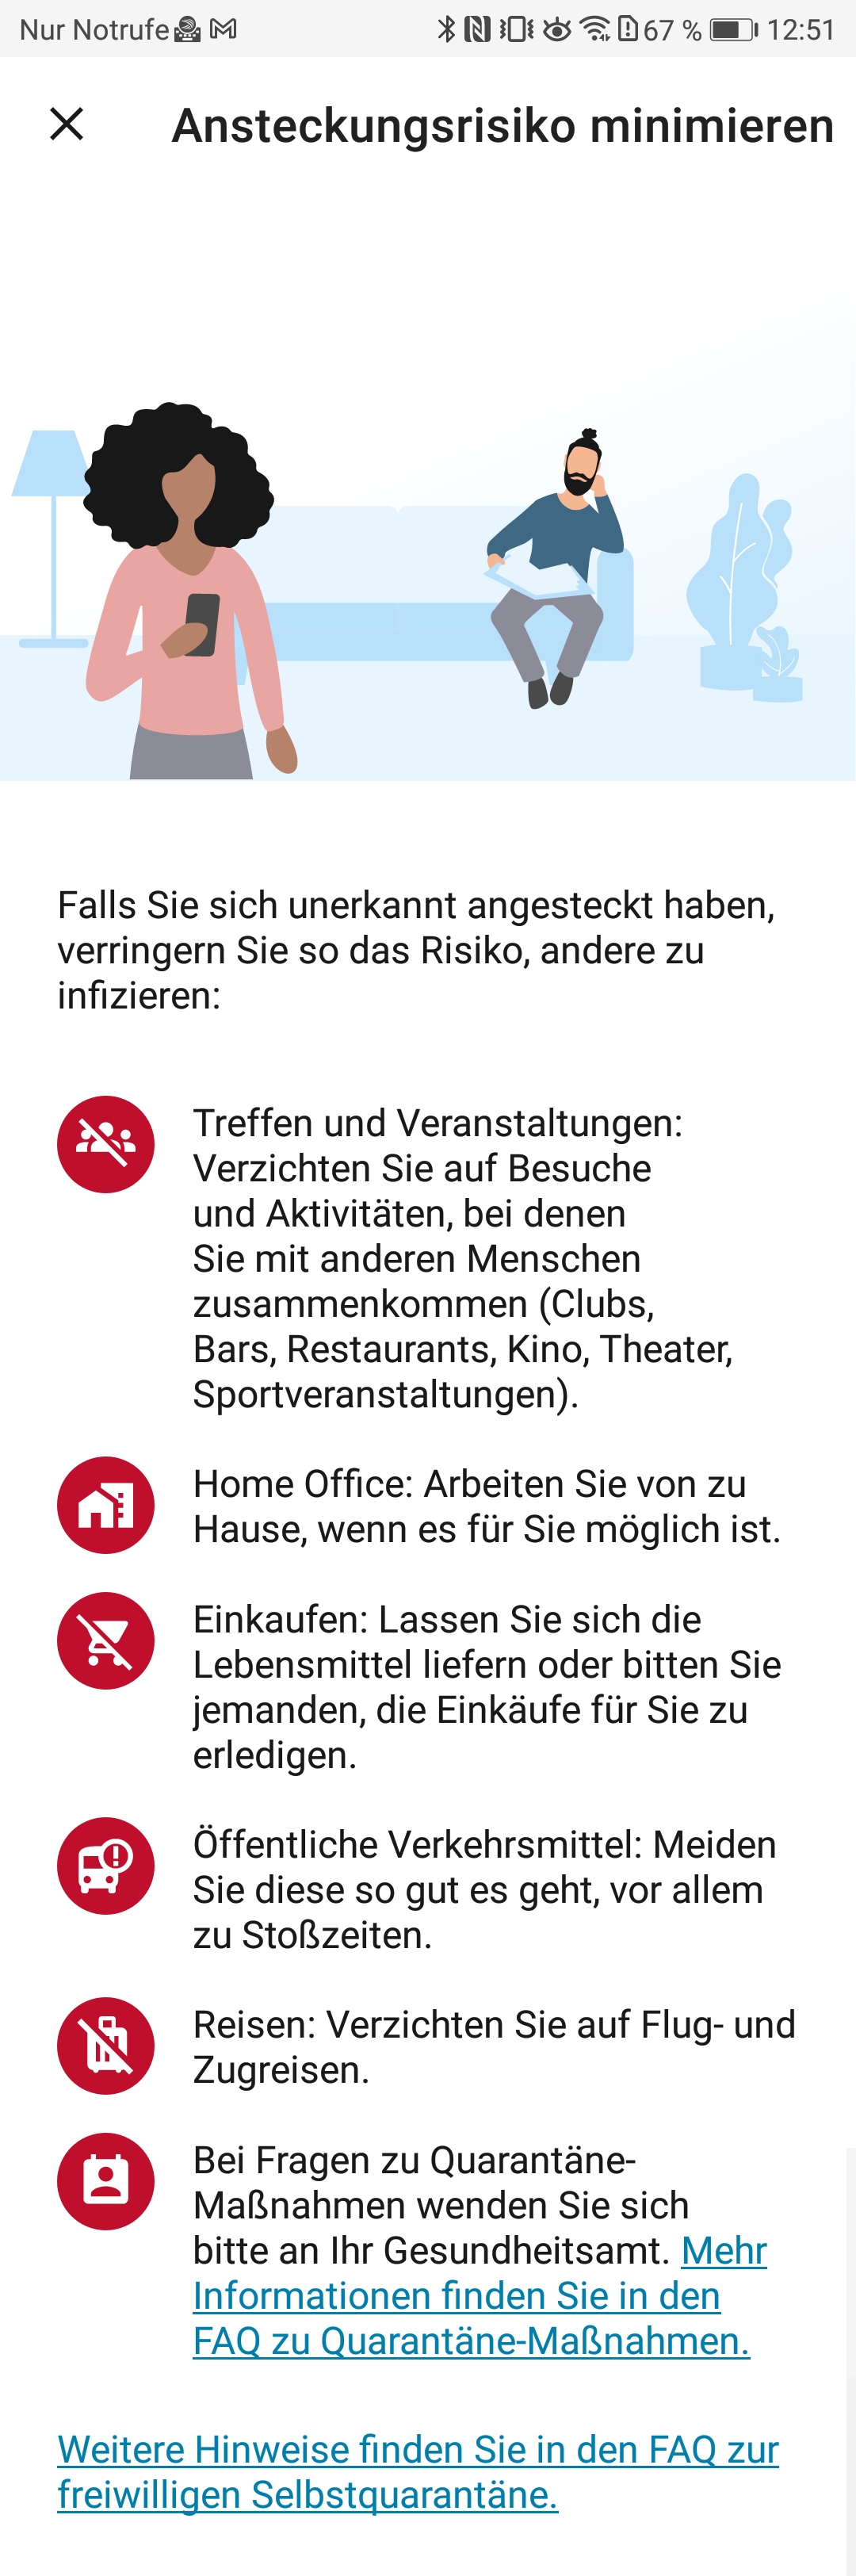 Nur Notrufe 67 % 12:51
Ansteckungsrisiko minimieren
Falls Sie sich unerkannt angesteckt haben,
verringern Sie so das Risiko, andere zu
infizieren:
Treffen und Veranstaltungen:
Verzichten Sie auf Besuche
und Aktivitäten, bei denen
Sie mit anderen Menschen
zusammenkommen (Clubs,
Bars, Restaurants, Kino, Theater,
Sportveranstaltungen).
Home Office: Arbeiten Sie von zu
Hause, wenn es für Sie möglich ist.
Einkaufen: Lassen Sie sich die
Lebensmittel liefern oder bitten Sie
jemanden, die Einkäufe für Sie zu
erledigen.
Öffentliche Verkehrsmittel: Meiden
Sie diese so gut es geht, vor allem
zu Stoßzeiten.
Reisen: Verzichten Sie auf Flug- und
Zugreisen.
Bei Fragen zu Quarantäne-
Maßnahmen wenden Sie sich
bitte an Ihr Gesundheitsamt. Mehr
Informationen finden Sie in den
FAQ zu Quarantäne-Maßnahmen.
Weitere Hinweise finden Sie in den FAQ zur
freiwilligen Selbstquarantäne.